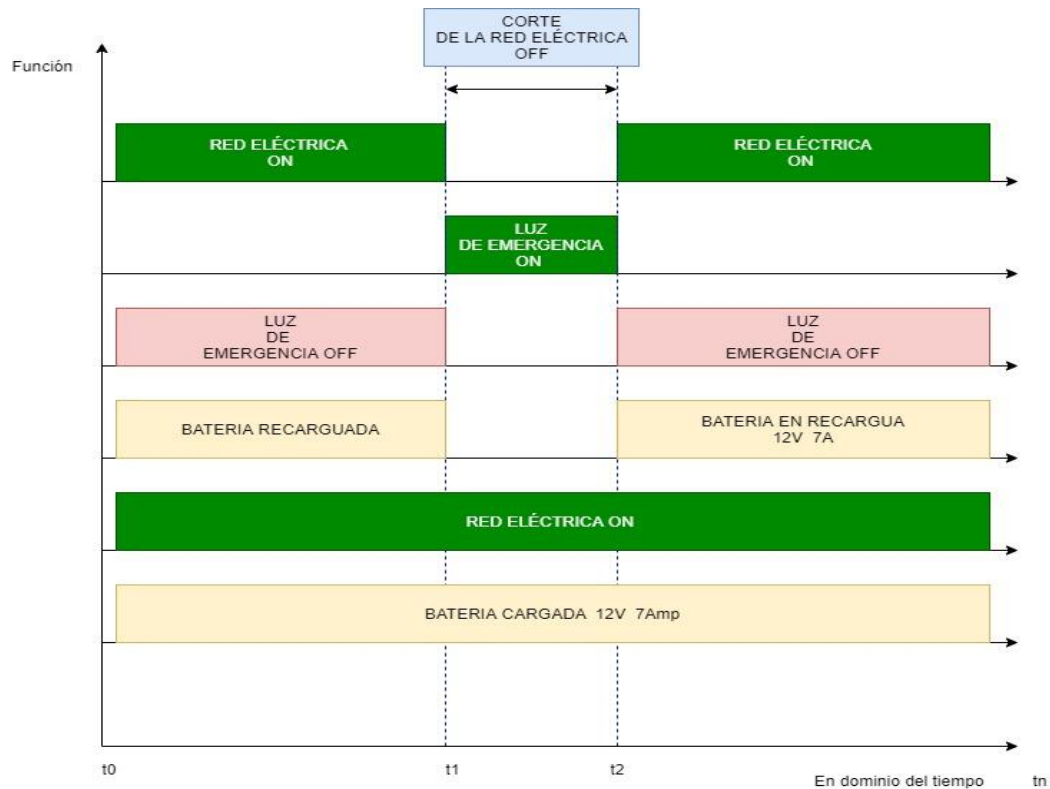 CORTE
DE LA RED ELÉCTRICA
OFF
Función
RED ELÉCTRICA
ON
RED ELÉCTRICA
ON
LUZ
DE EMERGENCIA
ON
LUZ
DE
EMERGENCIA OFF
LUZ
DE
EMERGENCIA OFF
BATERIA RECARGUADA
BATERIA EN RECARGUA
12V 7A
RED ELÉCTRICA ON
BATERIA CARGADA 12V 7Amp
t0
t1
t2
En dominio del tiempo
tn